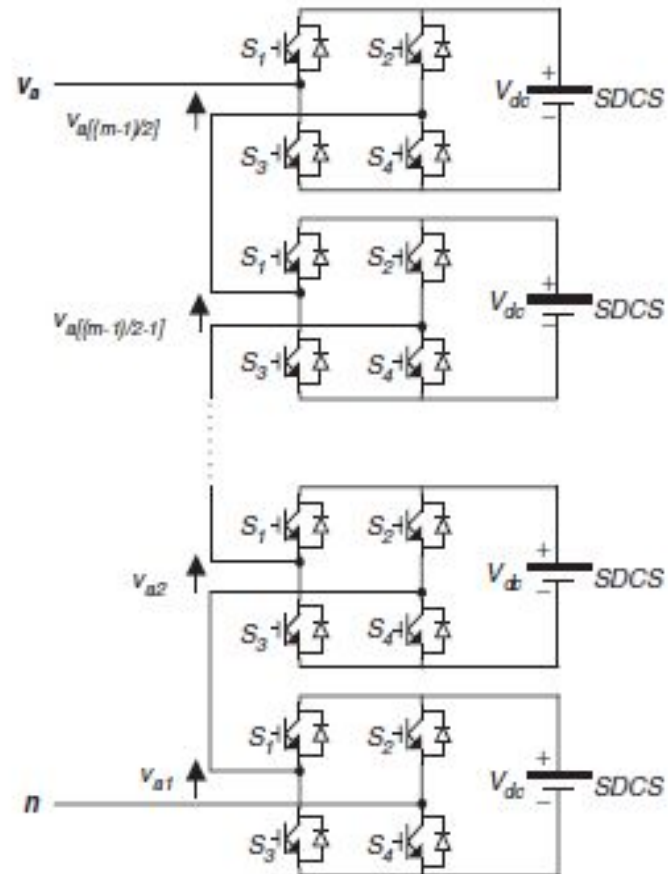 S1 S2
Va Vdc + SDCS
va[(m-1)/2] −
S3 S4
S1 S2
+
va[(m-1)/2-1] Vdc − SDCS
S3 S4
S1 S2
+
va2 Vdc − SDCS
S3 S4
S1 S2
+
va1 Vdc SDCS
n −
S3 S4